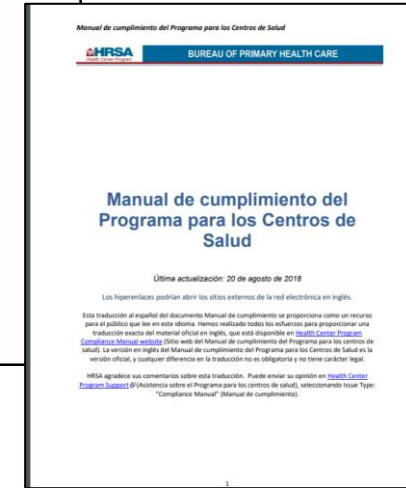 Manual de cumplimiento del Programa para los Centros de Salud
HRSA
Health Center Program
BUREAU OF PRIMARY HEALTH CARE
Manual de cumplimiento del
Programa para los Centros de
Salud
Última actualización: 20 de agosto de 2018
Los hiperenlaces podrían abrir los sitios externos de la red electrónica en inglés.
Esta traducción al español del documento Manual de cumplimiento se proporciona como un recurso
para el público que lee en este idioma. Hemos realizado todos los esfuerzos para proporcionar una
traducción exacta del material oficial en inglés, que está disponible en Health Center Program
Compliance Manual website (Sitio web del Manual de cumplimiento del Programa para los centros de
salud). La versión en inglés del Manual de cumplimiento del Programa para los Centros de Salud es la
versión oficial, y cualquier diferencia en la traducción no es obligatoria y no tiene carácter legal.
HRSA agradece sus comentarios sobre esta traducción. Puede enviar su opinión en Health Center
Program Support (Asistencia sobre el Programa para los centros de salud), seleccionando Issue Type:
"Compliance Manual" (Manual de cumplimiento).
1